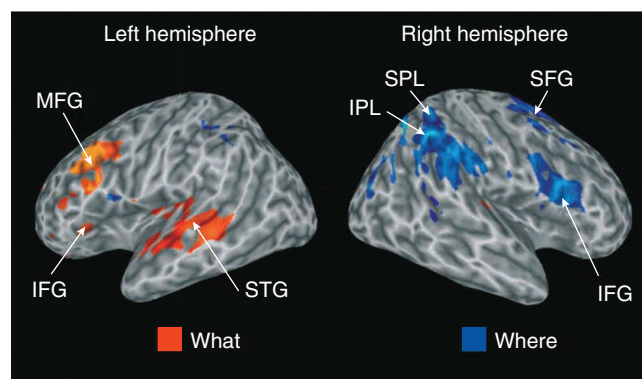 Left hemisphere
Right hemisphere
MFG
SPL
SFG
IPL
IFG
STG
IFG
What
Where